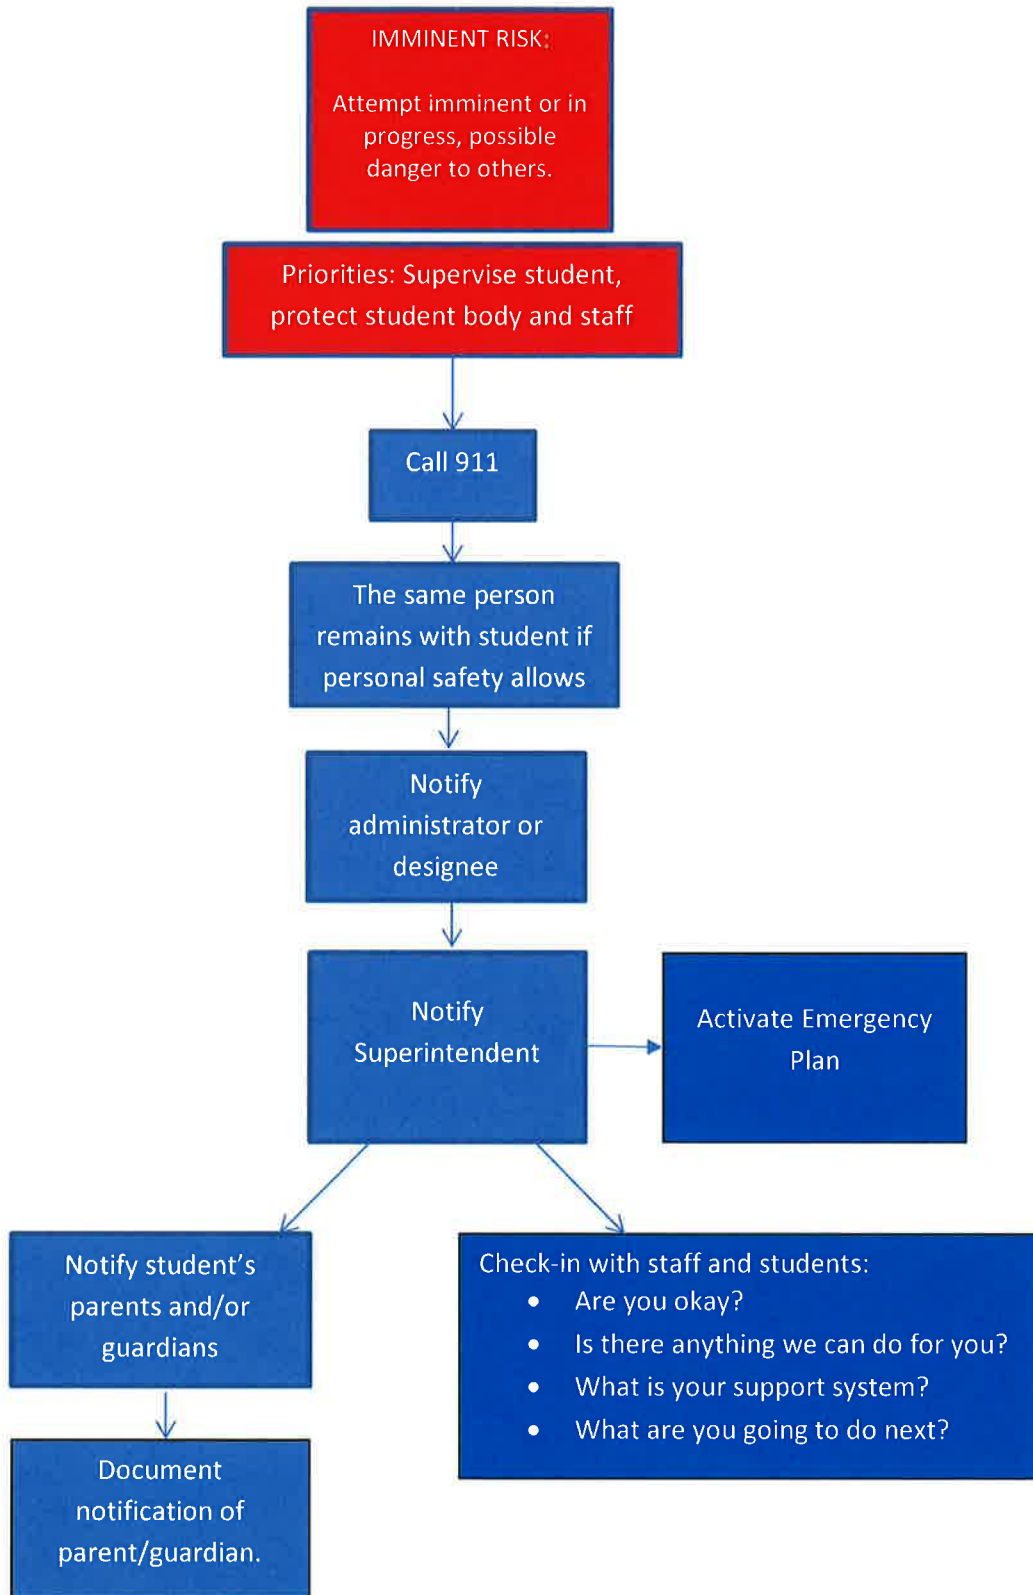 IMMINENT RISK:
Attempt imminent or in
progress, possible
danger to others.
Priorities: Supervise student,
protect student body and staff
Call 911
The same person
remains with student if
personal safety allows
Notify
administrator or
designee
Notify
Superintendent
Activate Emergency
Plan
Notify student’s
parents and/or
guardians
Check-in with staff and students:
• Are you okay?
• Is there anything we can do for you?
• What is your support system?
• What are you going to do next?
Document
notification of
parent/guardian.